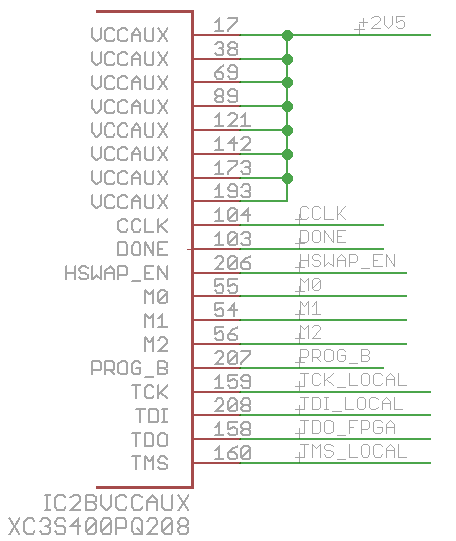 VCCAUX 17 +2V5
VCCAUX 38
VCCAUX 69
VCCAUX 89
VCCAUX 121
VCCAUX 142
VCCAUX 173
VCCAUX 193
CCLK 104 CCLK
DONE 103 DONE
HSWAP_EN 206 HSWAP_EN
M0 55 M0
M1 54 M1
M2 56 M2
PROG_B 207 PROG_B
TCK 159 TCK_LOCAL
TDI 208 TDI_LOCAL
TDO 158 TDO_FPGA
TMS 160 TMS_LOCAL
IC2BVCCAUX
XC3S400PQ208